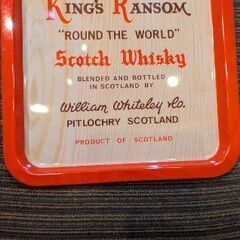 KING'S RANSOM
"ROUND THE WORLD"
Scotch Whisky
BLENDED AND BOTTLED
IN SCOTLAND BY
William Whiteley & Co.
PITLOCHRY SCOTLAND
PRODUCT OF SCOTLAND